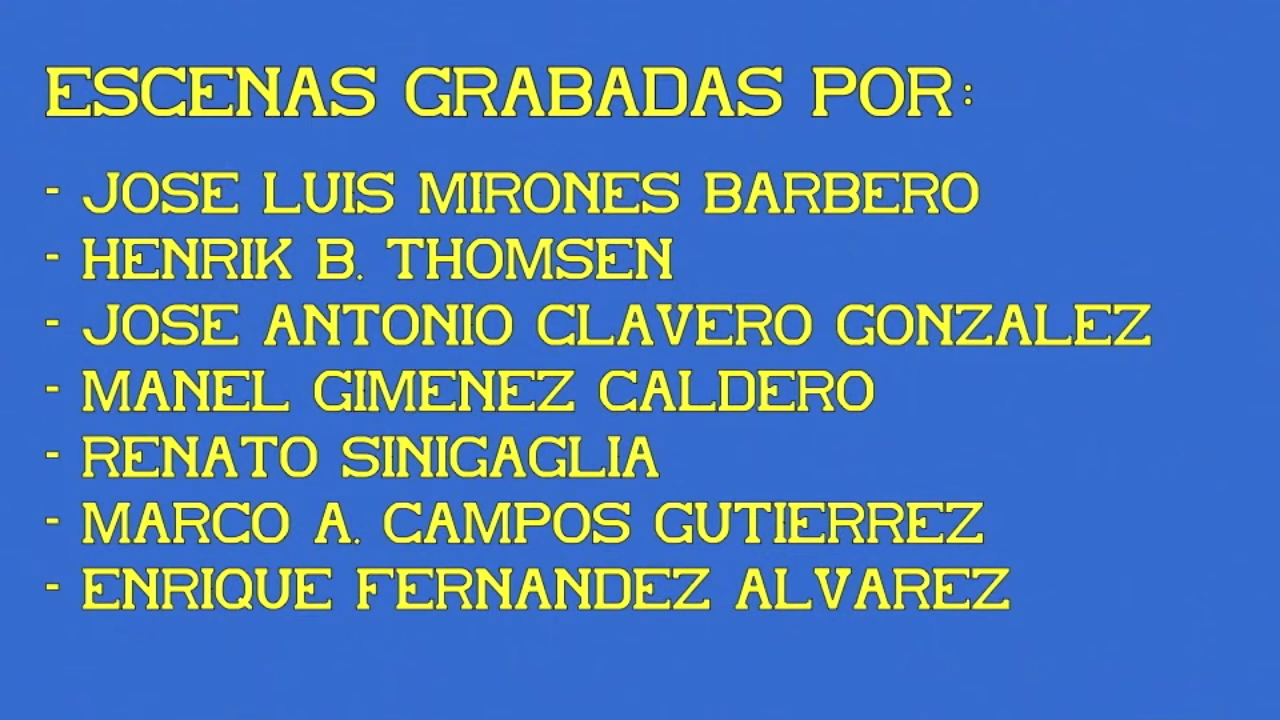 ESCENAS GRABADAS POR:
- JOSE LUIS MIRONES BARBERO
- HENRIK B. THOMSEN
- JOSE ANTONIO CLAVERO GONZALEZ
- MANEL GIMENEZ CALDERO
- RENATO SINIGAGLIA
- MARCO A. CAMPOS GUTIERREZ
- ENRIQUE FERNANDEZ ALVAREZ